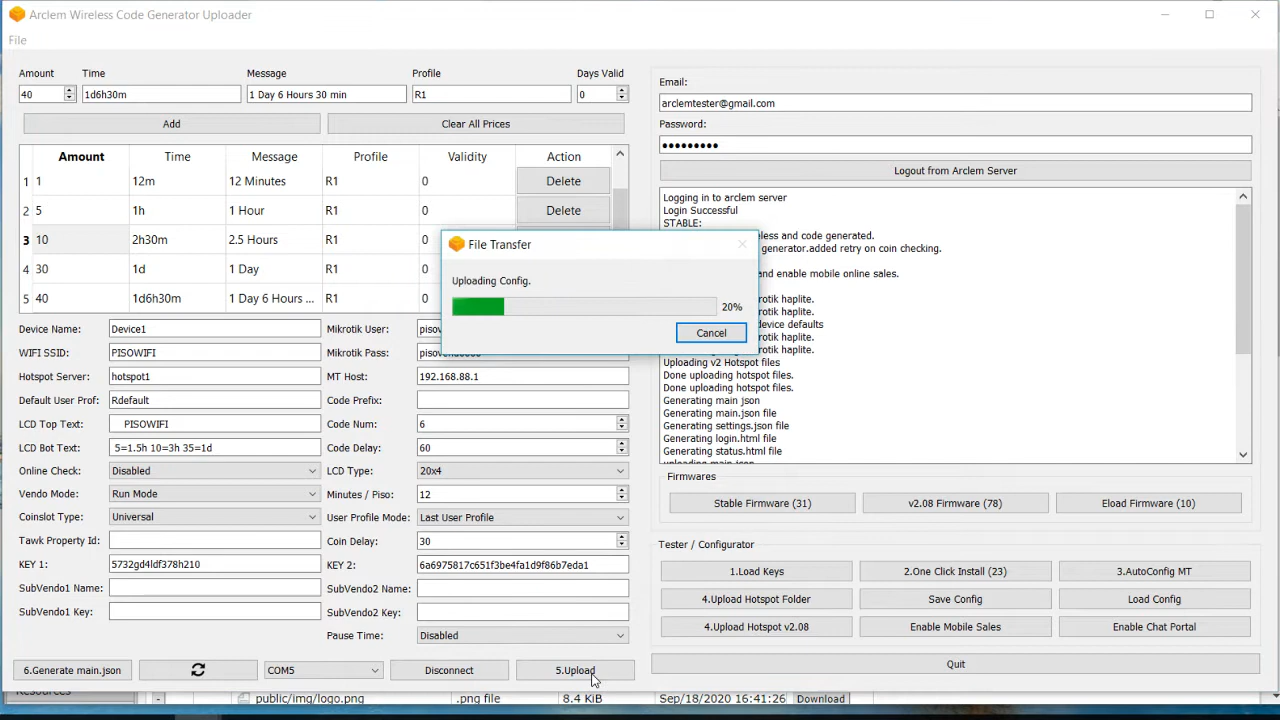 Arclem Wireless Code Generator Uploader
File
Amount Time Message Profile Days Valid
40 1d6h30m 1 Day 6 Hours 30 min R1 0
Add Clear All Prices
Amount Time Message Profile Validity Action
1 1 12m 12 Minutes R1 0 Delete
2 5 1h 1 Hour R1 0 Delete
3 10 2h30m 2.5 Hours R1
4 30 1d 1 Day R1
5 40 1d6h30m 1 Day 6 Hours ... R1
File Transfer
Uploading Config.
20%
Cancel
Device Name: Device1 Mikrotik User:
WIFI SSID: PISOWIFI Mikrotik Pass:
Hotspot Server: hotspot1 MT Host: 192.168.88.1
Default User Prof: Rdefault Code Prefix:
LCD Top Text: PISOWIFI Code Num: 6
LCD Bot Text: 5=1.5h 10=3h 35=1d Code Delay: 60
Online Check: Disabled LCD Type: 20x4
Vendo Mode: Run Mode Minutes / Piso: 12
Coinslot Type: Universal User Profile Mode: Last User Profile
Tawk Property Id: Coin Delay: 30
KEY 1: 5732gd4ldf378h210 KEY 2: 6a6975817c651f3be4fa1d9f86b7eda1
SubVendo1 Name: SubVendo2 Name:
SubVendo1 Key: SubVendo2 Key:
Pause Time: Disabled
6.Generate main.json COM5 Disconnect 5.Upload
Email:
arclemtester@gmail.com
Password:
●●●●●●●●●
Logout from Arclem Server
Logging in to arclem server
Login Successful
STABLE:
and code generated.
generator.added retry on coin checking.
and enable mobile online sales.
haplite.
device defaults
haplite.
haplite.
Uploading v2 Hotspot files
Done uploading hotspot files.
Done uploading hotspot files.
Generating main json
Generating main.json file
Generating settings.json file
Generating login.html file
Generating status.html file
uploading main.json
Firmwares
Stable Firmware (31) v2.08 Firmware (78) Eload Firmware (10)
Tester / Configurator
1.Load Keys 2.One Click Install (23) 3.AutoConfig MT
4.Upload Hotspot Folder Save Config Load Config
4.Upload Hotspot v2.08 Enable Mobile Sales Enable Chat Portal
Quit
Resources - public/img/logo.png .png file 8.4 KiB Sep/18/2020 16:41:26 Download